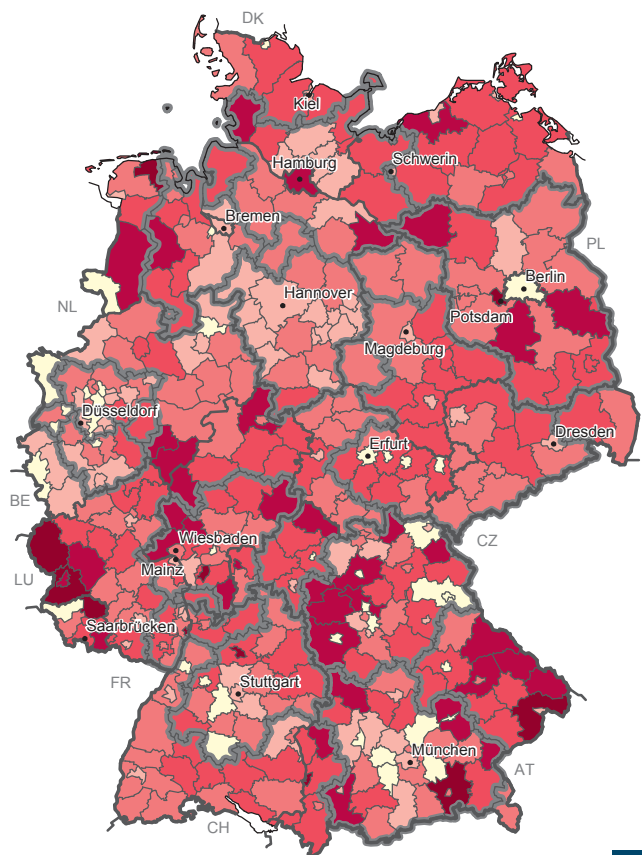 DK
Kiel
Hamburg
Schwerin
Bremen
PL
Berlin
NL
Hannover
Potsdam
Magdeburg
Düsseldorf
Erfurt
Dresden
BE
Wiesbaden
CZ
LU
Mainz
Saarbrücken
FR
Stuttgart
München
AT
CH